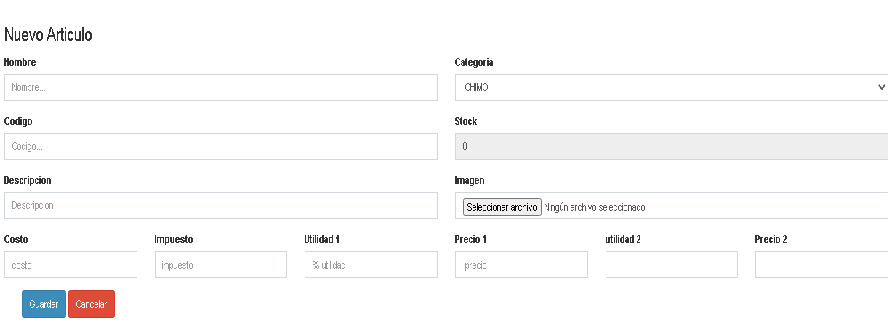 Nuevo Articulo
Nombre Categoria
Nombre... CHIMO
Codigo Stock
Codigo... 0
Descripcion Imagen
Descripcion Seleccionar archivo Ningún archivo seleccionado
Costo Impuesto Utilidad 1 Precio 1 utilidad 2 Precio 2
costo impuesto % utilidad precio
Guardar Cancelar